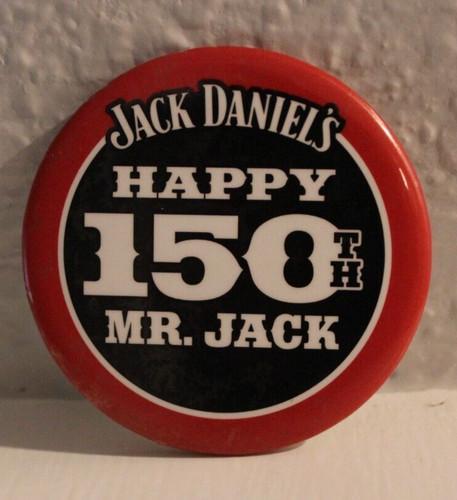 JACK DANIEL'S
HAPPY
150TH
MR. JACK